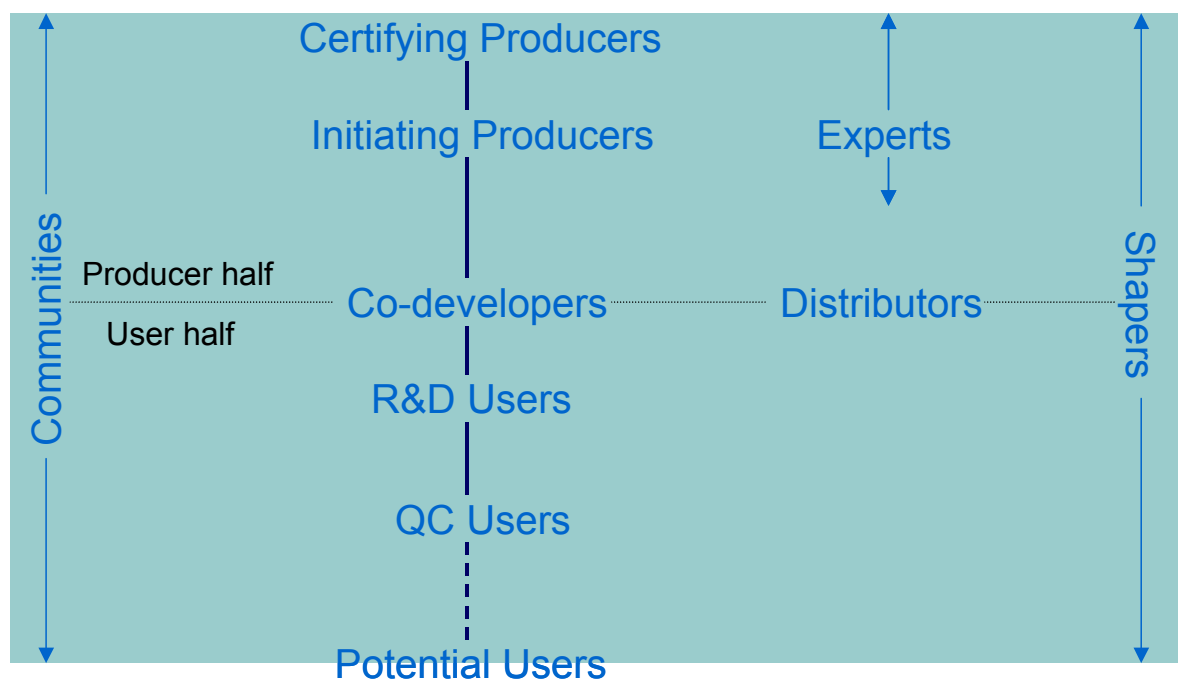 Certifying Producers
Initiating Producers
Experts
Communities
Producer half
User half
Co-developers
Distributors
Shapers
R&D Users
QC Users
Potential Users